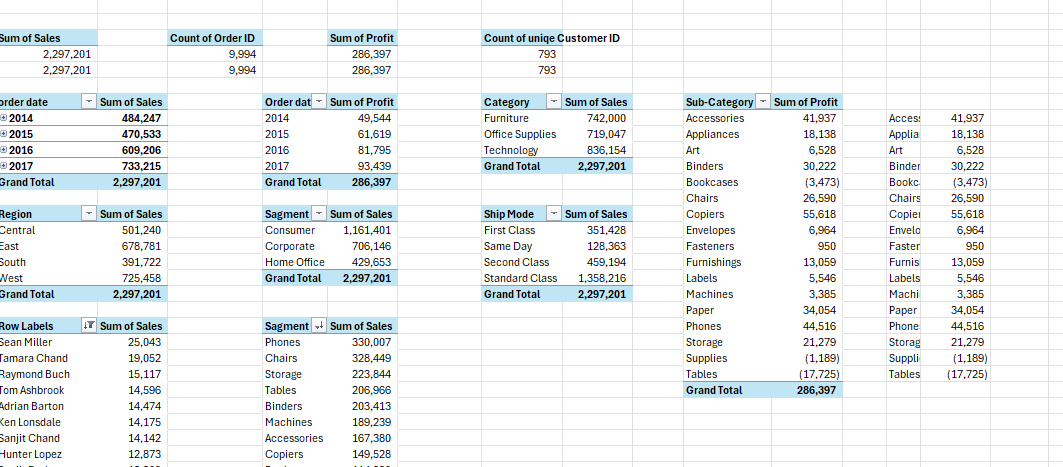 Sum of Sales Count of Order ID Sum of Profit Count of uniqe Customer ID
2,297,201 9,994 286,397 793
2,297,201 9,994 286,397 793
order date Sum of Sales Order dat Sum of Profit Category Sum of Sales Sub-Category Sum of Profit
2014 484,247 2014 49,544 Furniture 742,000 Accessories 41,937 Acces 41,937
2015 470,533 2015 61,619 Office Supplies 719,047 Appliances 18,138 Applia 18,138
2016 609,206 2016 81,795 Technology 836,154 Art 6,528 Art 6,528
2017 733,215 2017 93,439 Grand Total 2,297,201 Binders 30,222 Binder 30,222
Grand Total 2,297,201 Grand Total 286,397 Bookcases (3,473) Bookc (3,473)
Chairs 26,590 Chairs 26,590
Region Sum of Sales Sagment Sum of Sales Ship Mode Sum of Sales Copiers 55,618 Copier 55,618
Central 501,240 Consumer 1,161,401 First Class 351,428 Envelopes 6,964 Envelo 6,964
East 678,781 Corporate 706,146 Same Day 128,363 Fasteners 950 Faster 950
South 391,722 Home Office 429,653 Second Class 459,194 Furnishings 13,059 Furnis 13,059
West 725,458 Grand Total 2,297,201 Standard Class 1,358,216 Labels 5,546 Labels 5,546
Grand Total 2,297,201 Grand Total 2,297,201 Machines 3,385 Machi 3,385
Paper 34,054 Paper 34,054
Row Labels Sum of Sales Sagment Sum of Sales Phones 44,516 Phone 44,516
Sean Miller 25,043 Phones 330,007 Storage 21,279 Storag 21,279
Tamara Chand 19,052 Chairs 328,449 Supplies (1,189) Suppli (1,189)
Raymond Buch 15,117 Storage 223,844 Tables (17,725) Tables (17,725)
Tom Ashbrook 14,596 Tables 206,966 Grand Total 286,397
Adrian Barton 14,474 Binders 203,413
Ken Lonsdale 14,175 Machines 189,239
Sanjit Chand 14,142 Accessories 167,380
Hunter Lopez 12,873 Copiers 149,528